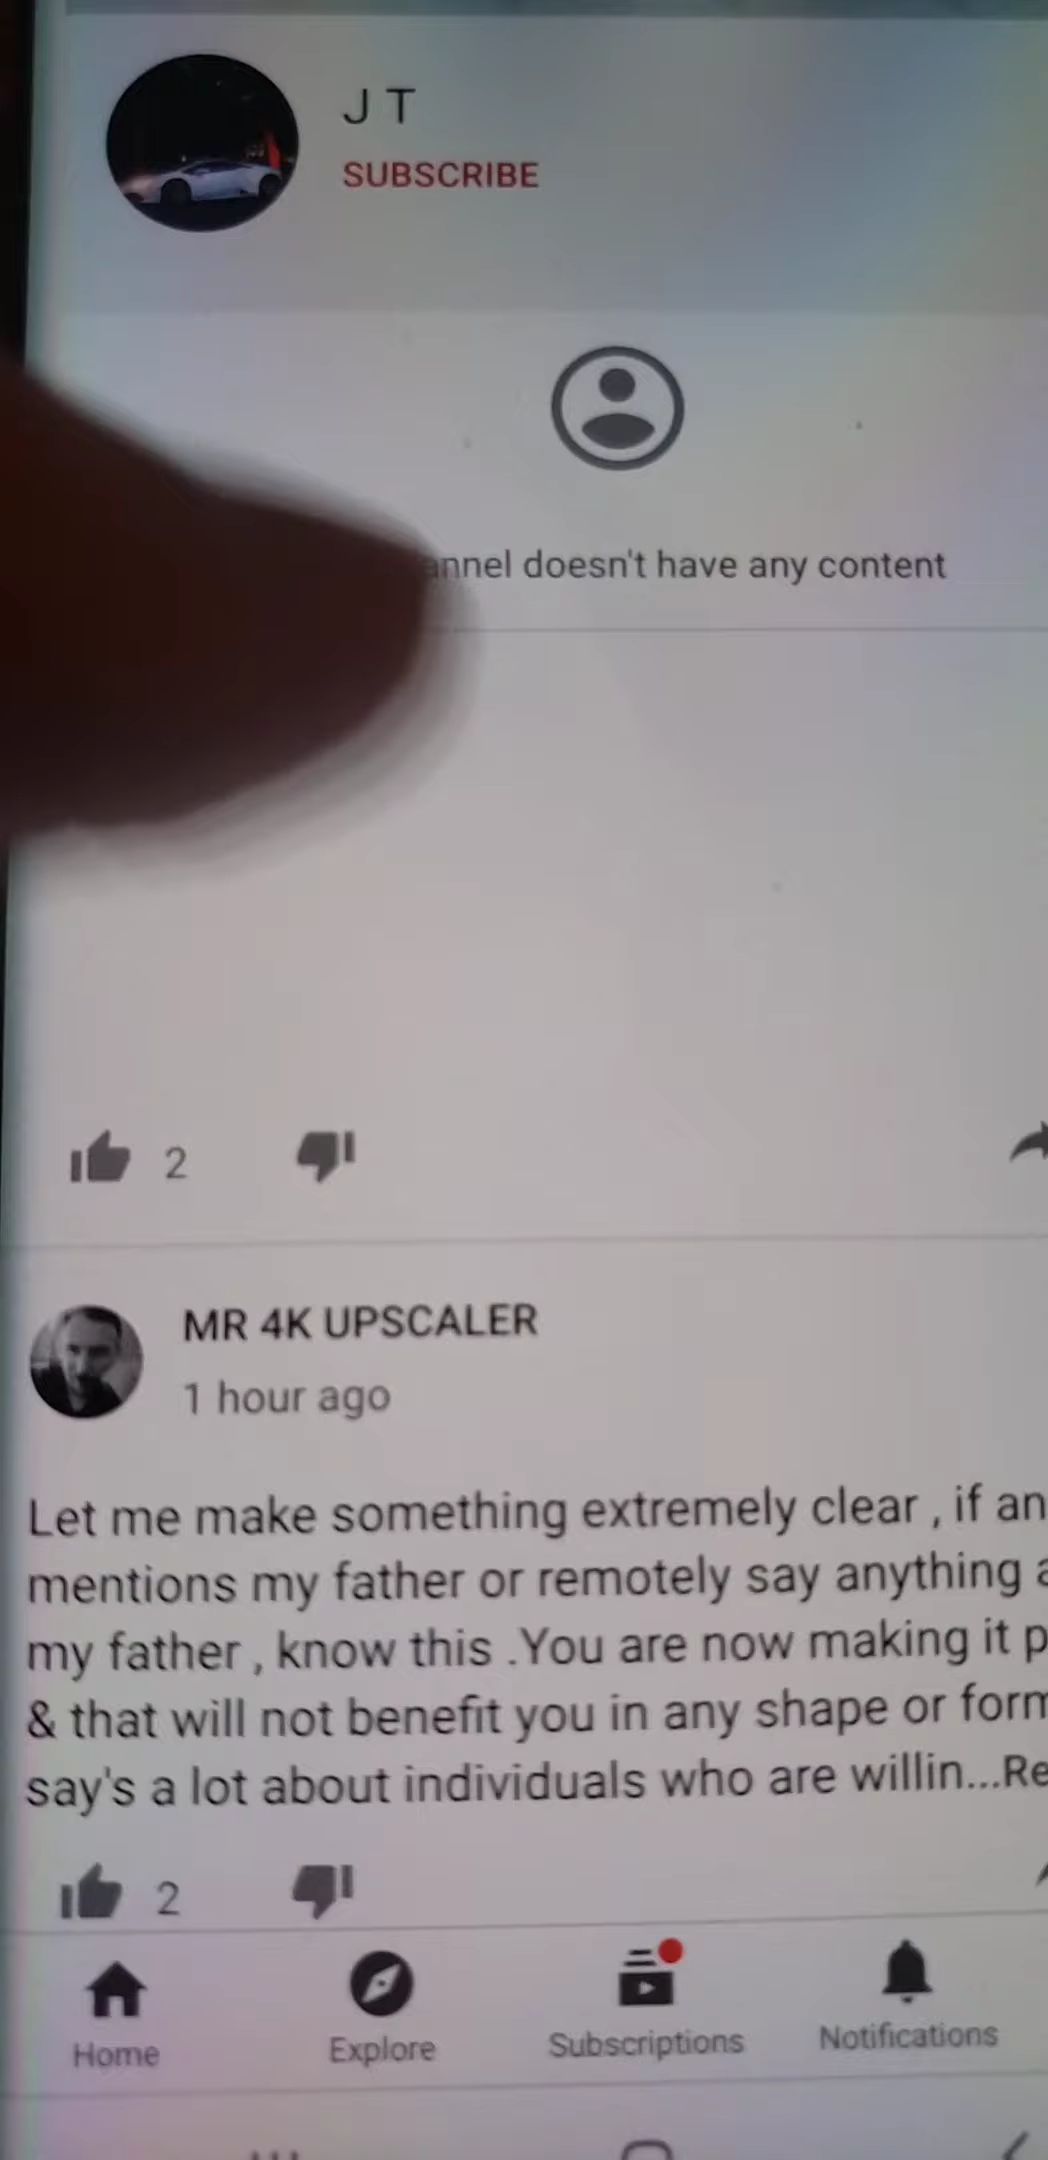 J T
SUBSCRIBE
doesn't have any content
2
MR 4K UPSCALER
1 hour ago
Let me make something extremely clear , if
mentions my father or remotely say anything
my father , know this .You are now making it
& that will not benefit you in any shape or form
say's a lot about individuals who are willin...
2
Home
Explore
Subscriptions
Notifications